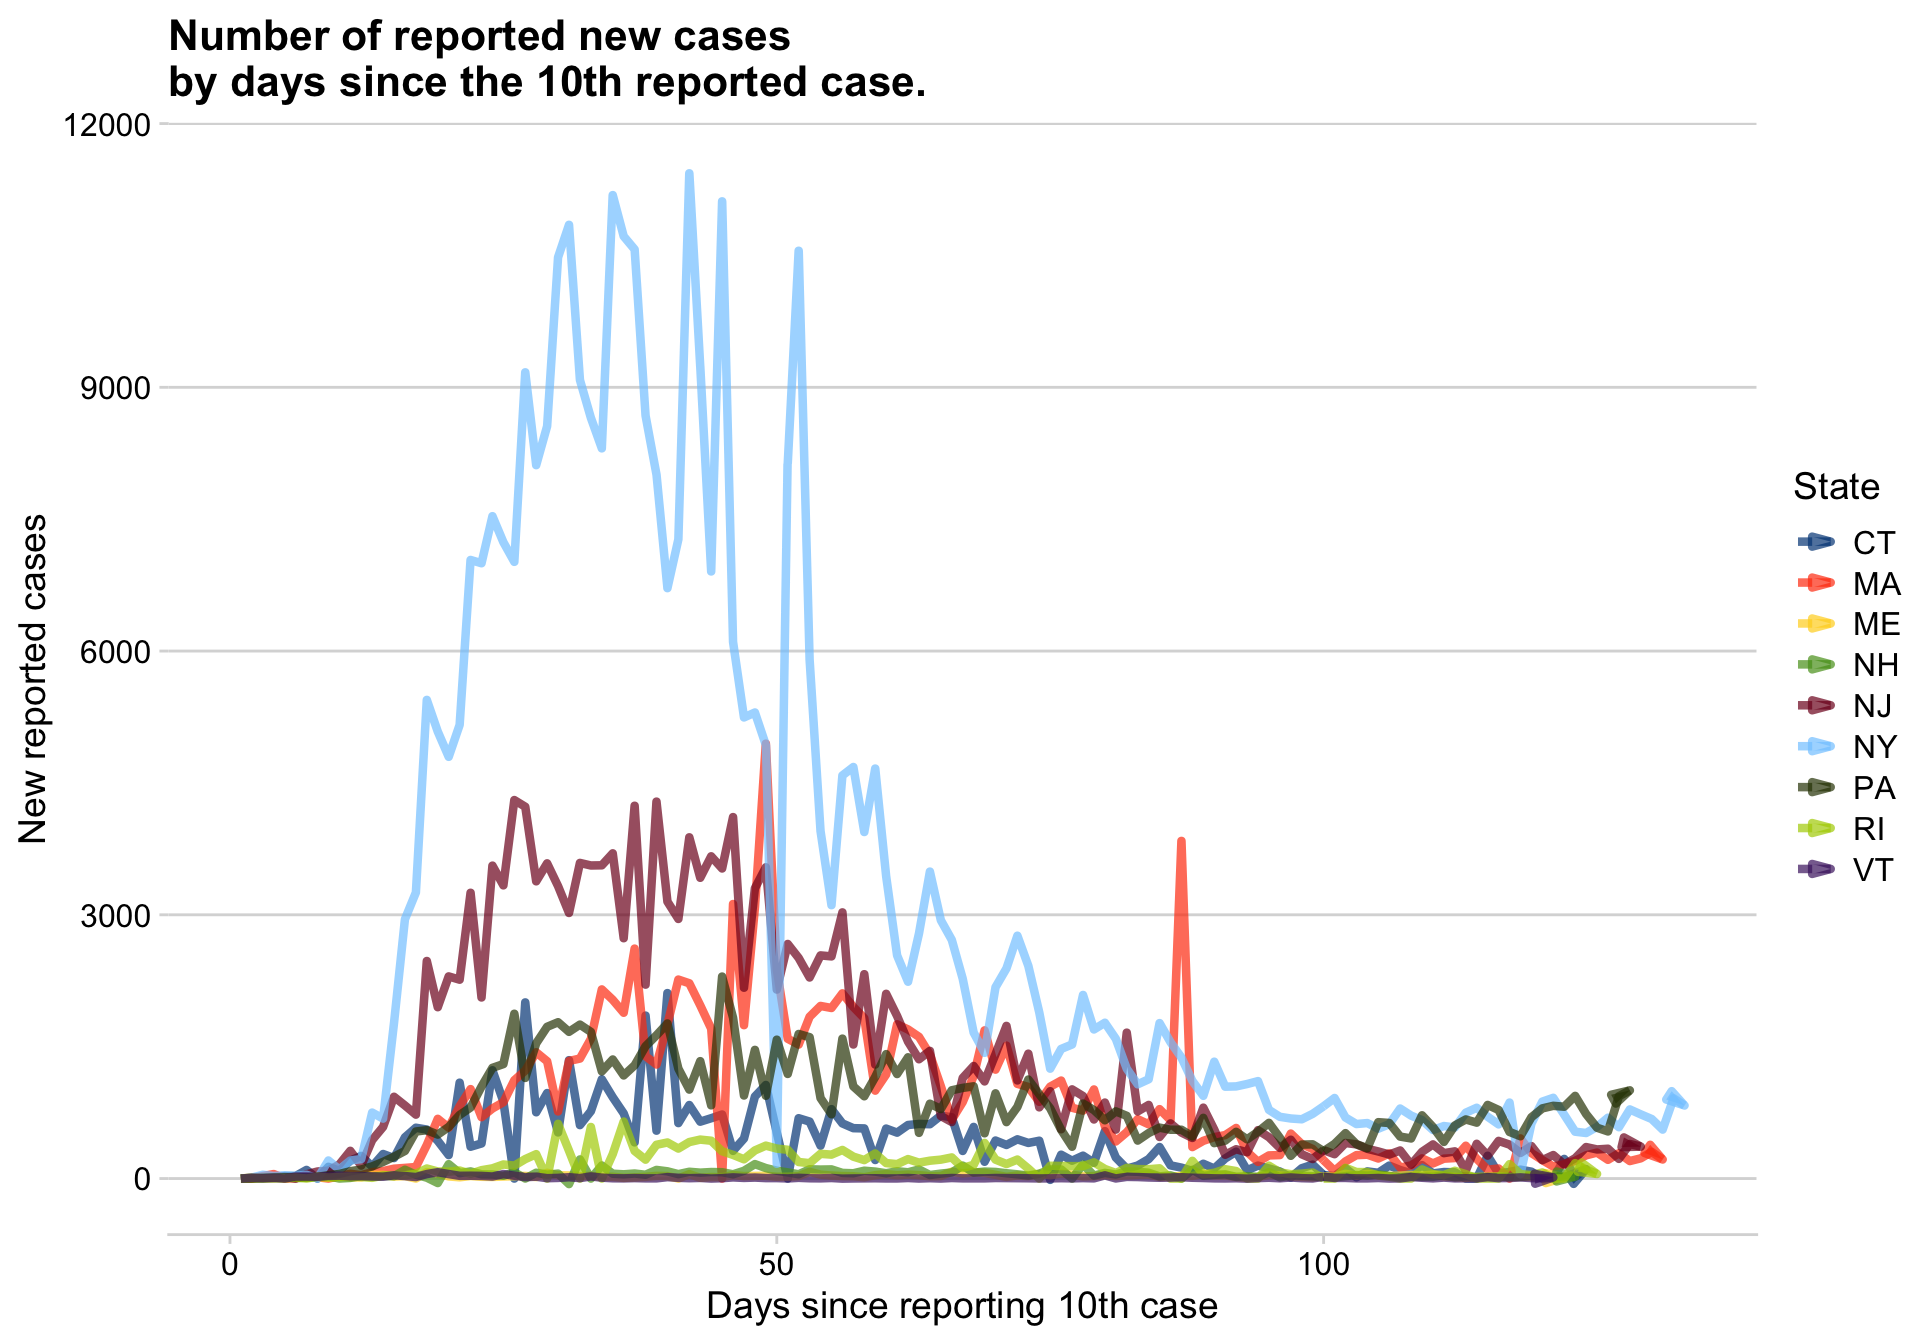 Number of reported new cases
by days since the 10th reported case.
12000
9000
6000
3000
0
New reported cases
0
50
100
Days since reporting 10th case
State
CT
MA
ME
NH
NJ
NY
PA
RI
VT